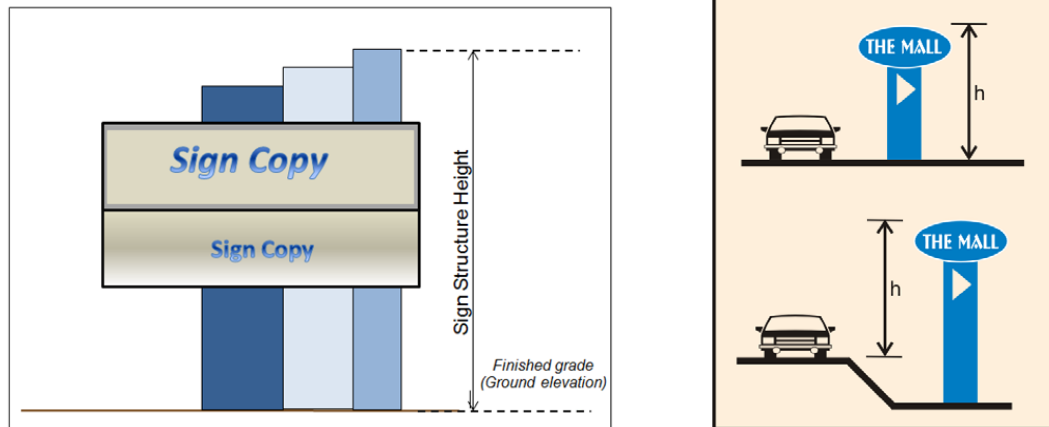 Sign Copy
Sign Copy
Sign Structure Height
Finished grade
(Ground elevation)
THE MALL
h
THE MALL
h